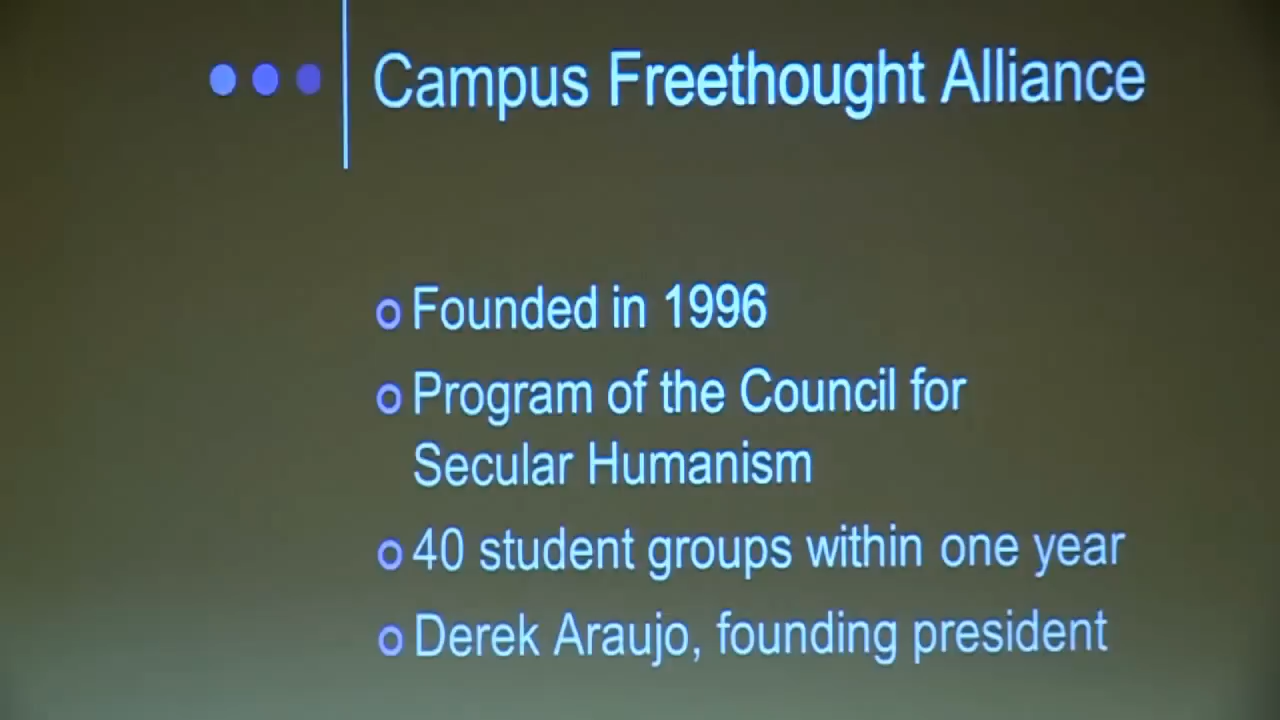 Campus Freethought Alliance
Founded in 1996
Program of the Council for
Secular Humanism
40 student groups within one year
Derek Araujo, founding president